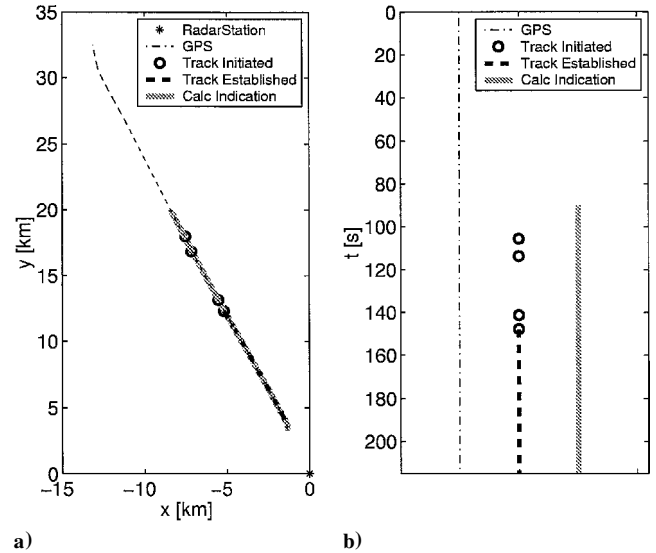 35
30
25
20
15
10
5
0
y [km]
−15
−10
−5
0
x [km]
RadarStation
GPS
Track Initiated
Track Established
Calc Indication
a)
0
20
40
60
80
100
120
140
160
180
200
t [s]
GPS
Track Initiated
Track Established
Calc Indication
b)